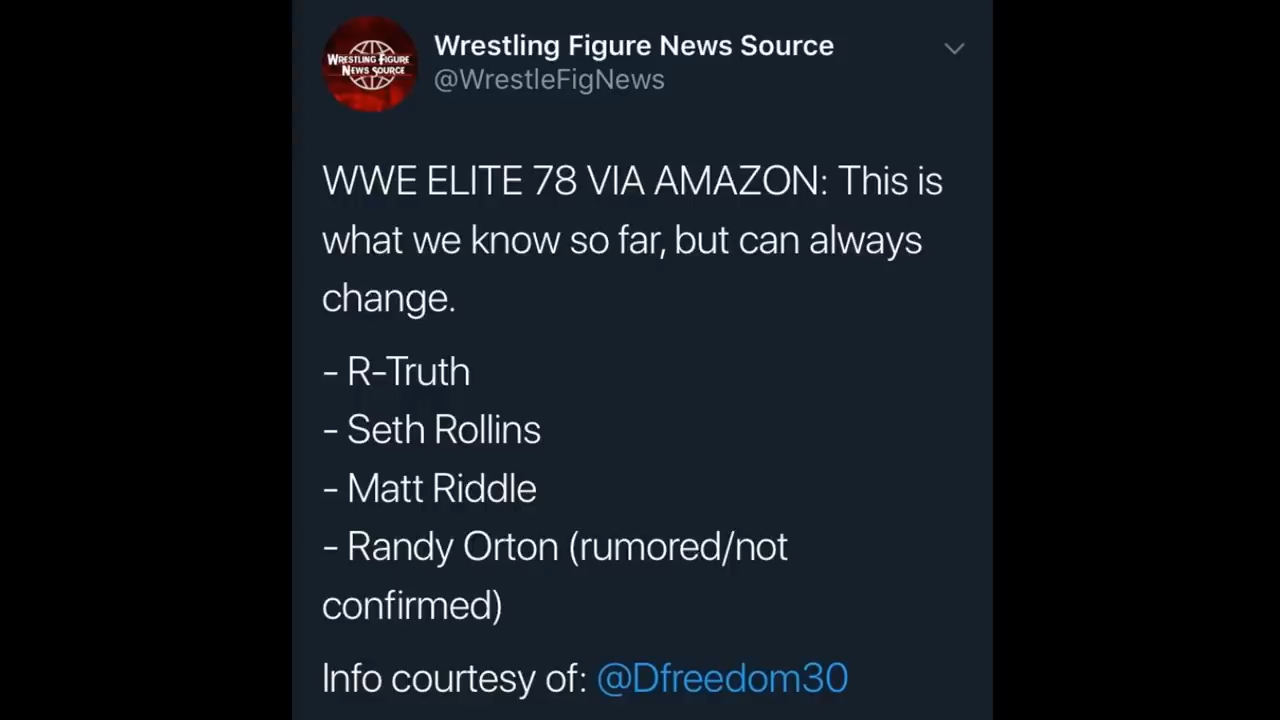 WRESTLING FIGURE
NEWS SOURCE
Wrestling Figure News Source
@WrestleFigNews
WWE ELITE 78 VIA AMAZON: This is
what we know so far, but can always
change.
- R-Truth
- Seth Rollins
- Matt Riddle
- Randy Orton (rumored/not
confirmed)
Info courtesy of: @Dfreedom30